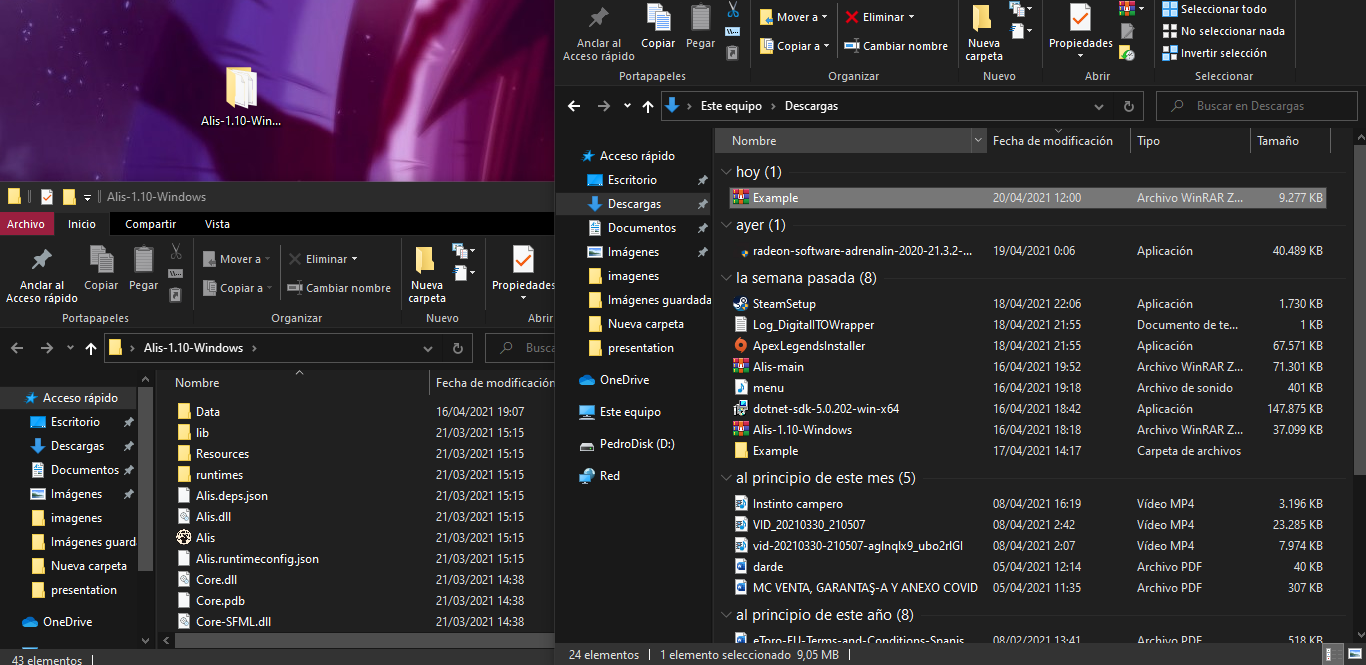 Alis-1.10-Win...
Alis-1.10-Windows
Archivo Inicio Compartir Vista
Anclar al Acceso rápido
Copiar
Pegar
Mover a
Copiar a
Eliminar
Cambiar nombre
Nueva carpeta
Propiedades
Portapapeles Organizar Nuevo Abrir
Alis-1.10-Windows
Busca
Acceso rápido
Escritorio
Descargas
Documentos
Imágenes
imagenes
Imágenes guard
Nueva carpeta
presentation
OneDrive
Nombre Fecha de modificación
Data 16/04/2021 19:07
lib 21/03/2021 15:15
Resources 21/03/2021 15:15
runtimes 21/03/2021 15:15
Alis.deps.json 21/03/2021 15:15
Alis.dll 21/03/2021 15:15
Alis 21/03/2021 15:15
Alis.runtimeconfig.json 21/03/2021 15:15
Core.dll 21/03/2021 14:38
Core.pdb 21/03/2021 14:38
Core-SFML.dll 21/03/2021 14:38
43 elementos
Anclar al Acceso rápido
Copiar
Pegar
Mover a
Copiar a
Eliminar
Cambiar nombre
Nueva carpeta
Propiedades
Seleccionar todo
No seleccionar nada
Invertir selección
Portapapeles Organizar Nuevo Abrir Seleccionar
Este equipo Descargas
Buscar en Descargas
Acceso rápido
Escritorio
Descargas
Documentos
Imágenes
imagenes
Imágenes guardada
Nueva carpeta
presentation
OneDrive
Este equipo
PedroDisk (D:)
Red
Nombre Fecha de modificación Tipo Tamaño
hoy (1)
Example 20/04/2021 12:00 Archivo WinRAR Z... 9.277 KB
ayer (1)
radeon-software-adrenalin-2020-21.3.2-... 19/04/2021 0:06 Aplicación 40.489 KB
la semana pasada (8)
SteamSetup 18/04/2021 22:06 Aplicación 1.730 KB
Log_DigitalITOWrapper 18/04/2021 21:55 Documento de te... 1 KB
ApexLegendsInstaller 18/04/2021 21:55 Aplicación 67.571 KB
Alis-main 16/04/2021 19:52 Archivo WinRAR Z... 71.301 KB
menu 16/04/2021 19:18 Archivo de sonido 401 KB
dotnet-sdk-5.0.202-win-x64 16/04/2021 18:42 Aplicación 147.875 KB
Alis-1.10-Windows 16/04/2021 18:18 Archivo WinRAR Z... 37.099 KB
Example 17/04/2021 14:17 Carpeta de archivos
al principio de este mes (5)
Instinto campero 08/04/2021 16:19 Vídeo MP4 3.196 KB
VID_20210330_210507 08/04/2021 2:42 Vídeo MP4 23.285 KB
vid-20210330-210507-aglnqlx9_ubo2rlGl 08/04/2021 2:07 Vídeo MP4 7.974 KB
darde 05/04/2021 12:14 Archivo PDF 40 KB
MC VENTA, GARANTAŞ-A Y ANEXO COVID 05/04/2021 11:35 Archivo PDF 307 KB
al principio de este año (8)
eToro-EU-Terms-and-Conditions-Spanis 08/02/2021 13:41 Archivo PDF 518 KB
24 elementos 1 elemento seleccionado 9,05 MB